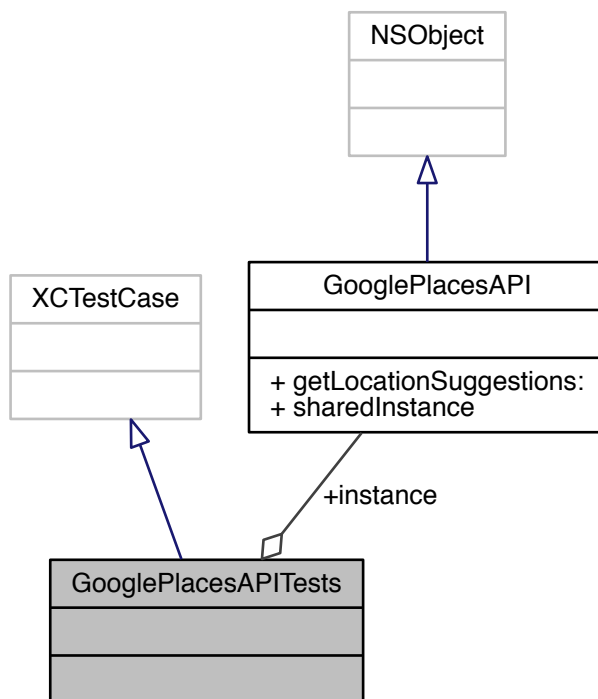 NSObject
GooglePlacesAPI
+ getLocationSuggestions:
+ sharedInstance
XCTestCase
+instance
GooglePlacesAPITests